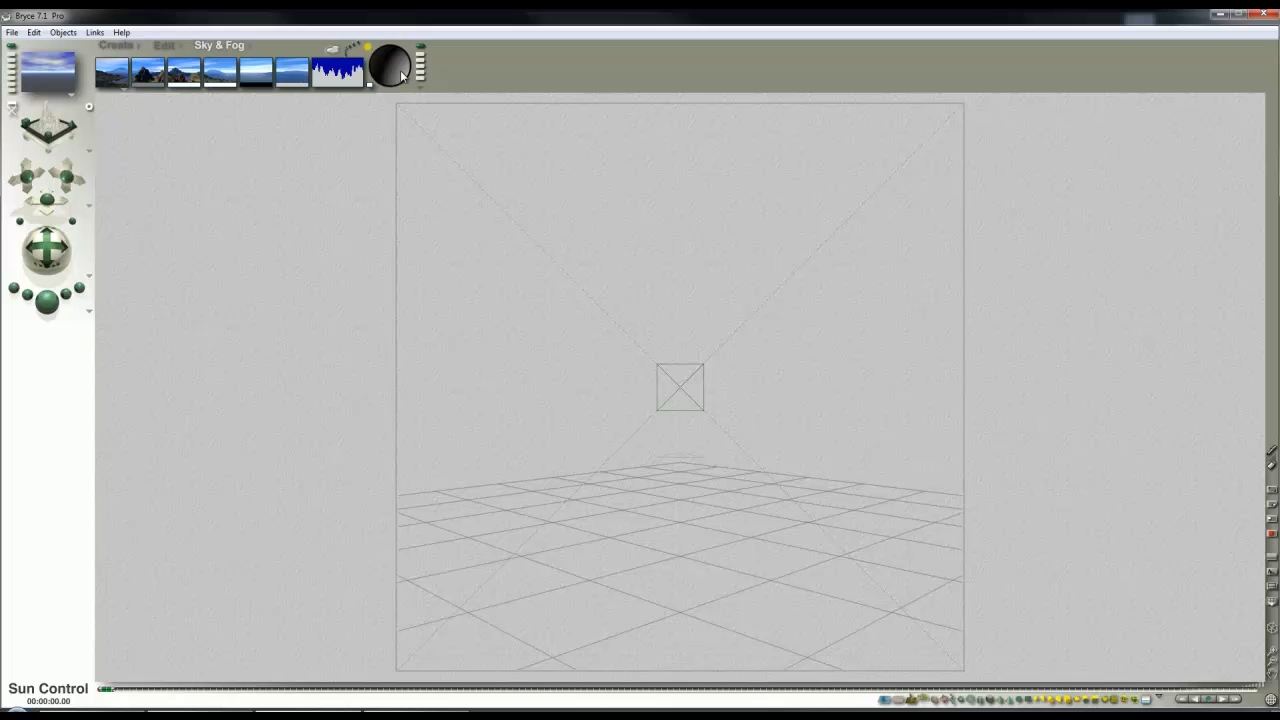 Bryce 7.1 Pro
File Edit Objects Links Help
Create Edit Sky & Fog
Sun Control
00:00:00.00